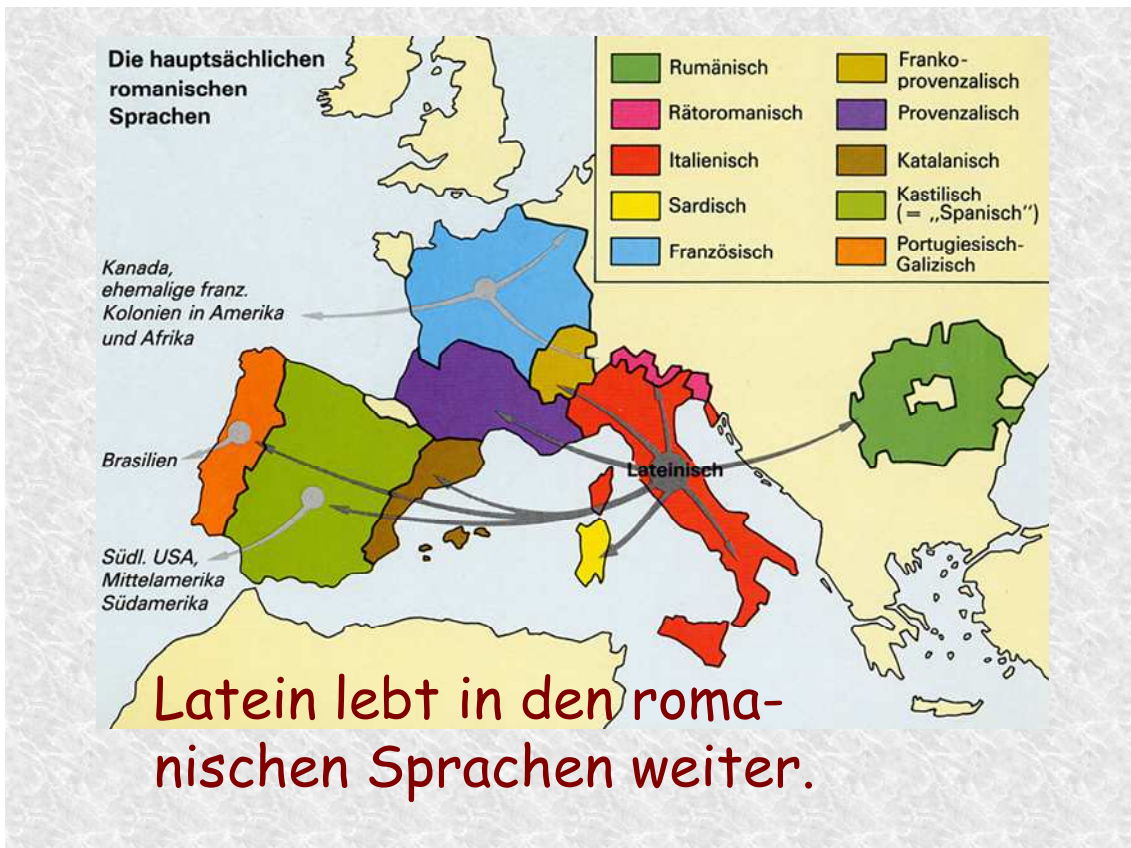 Die hauptsächlichen
romanischen
Sprachen
Rumänisch
Rätoromanisch
Italienisch
Sardisch
Französisch
Franko-
provenzalisch
Provenzalisch
Katalanisch
Kastilisch
(= „Spanisch“)
Portugiesisch-
Galizisch
Kanada,
ehemalige franz.
Kolonien in Amerika
und Afrika
Brasilien
Lateinisch
Südl. USA,
Mittelamerika
Südamerika
Latein lebt in den roma-
nischen Sprachen weiter.